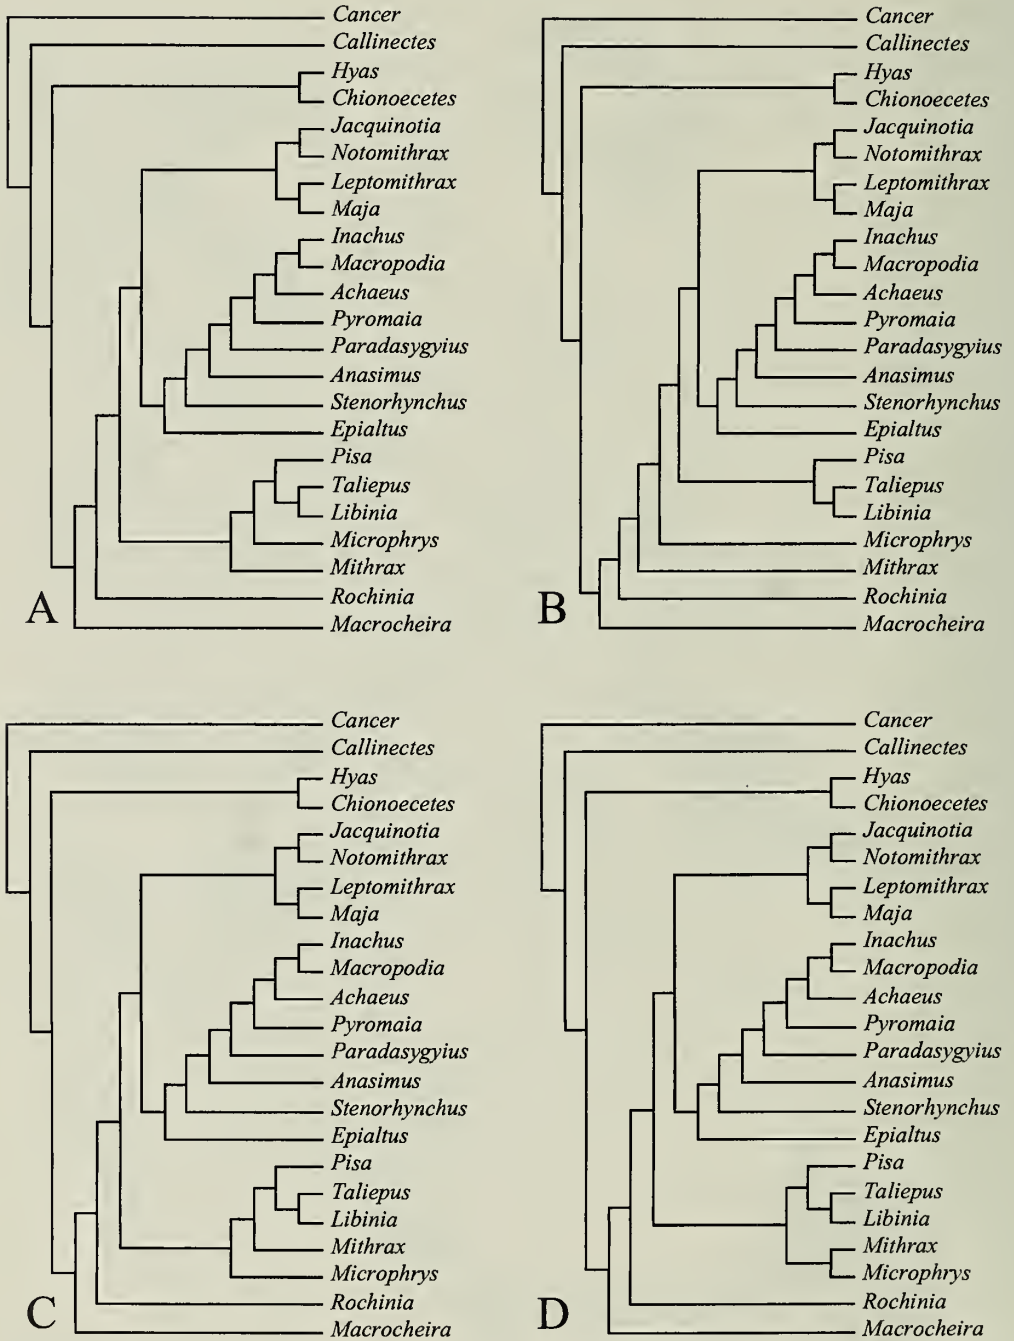 Cancer
Callinectes
Hyas
Chionoecetes
Jacquinotia
Notomithrax
Leptomithrax
Maja
Inachus
Macropodia
Achaeus
Pyromaia
Paradasygyius
Anasimus
Stenorhynchus
Epialtus
Pisa
Taliepus
Libinia
Microphrys
Mithrax
Rochinia
Macrocheira
A
Cancer
Callinectes
Hyas
Chionoecetes
Jacquinotia
Notomithrax
Leptomithrax
Maja
Inachus
Macropodia
Achaeus
Pyromaia
Paradasygyius
Anasimus
Stenorhynchus
Epialtus
Pisa
Taliepus
Libinia
Microphrys
Mithrax
Rochinia
Macrocheira
B
Cancer
Callinectes
Hyas
Chionoecetes
Jacquinotia
Notomithrax
Leptomithrax
Maja
Inachus
Macropodia
Achaeus
Pyromaia
Paradasygyius
Anasimus
Stenorhynchus
Epialtus
Pisa
Taliepus
Libinia
Mithrax
Microphrys
Rochinia
Macrocheira
C
Cancer
Callinectes
Hyas
Chionoecetes
Jacquinotia
Notomithrax
Leptomithrax
Maja
Inachus
Macropodia
Achaeus
Pyromaia
Paradasygyius
Anasimus
Stenorhynchus
Epialtus
Pisa
Taliepus
Libinia
Mithrax
Microphrys
Rochinia
Macrocheira
D